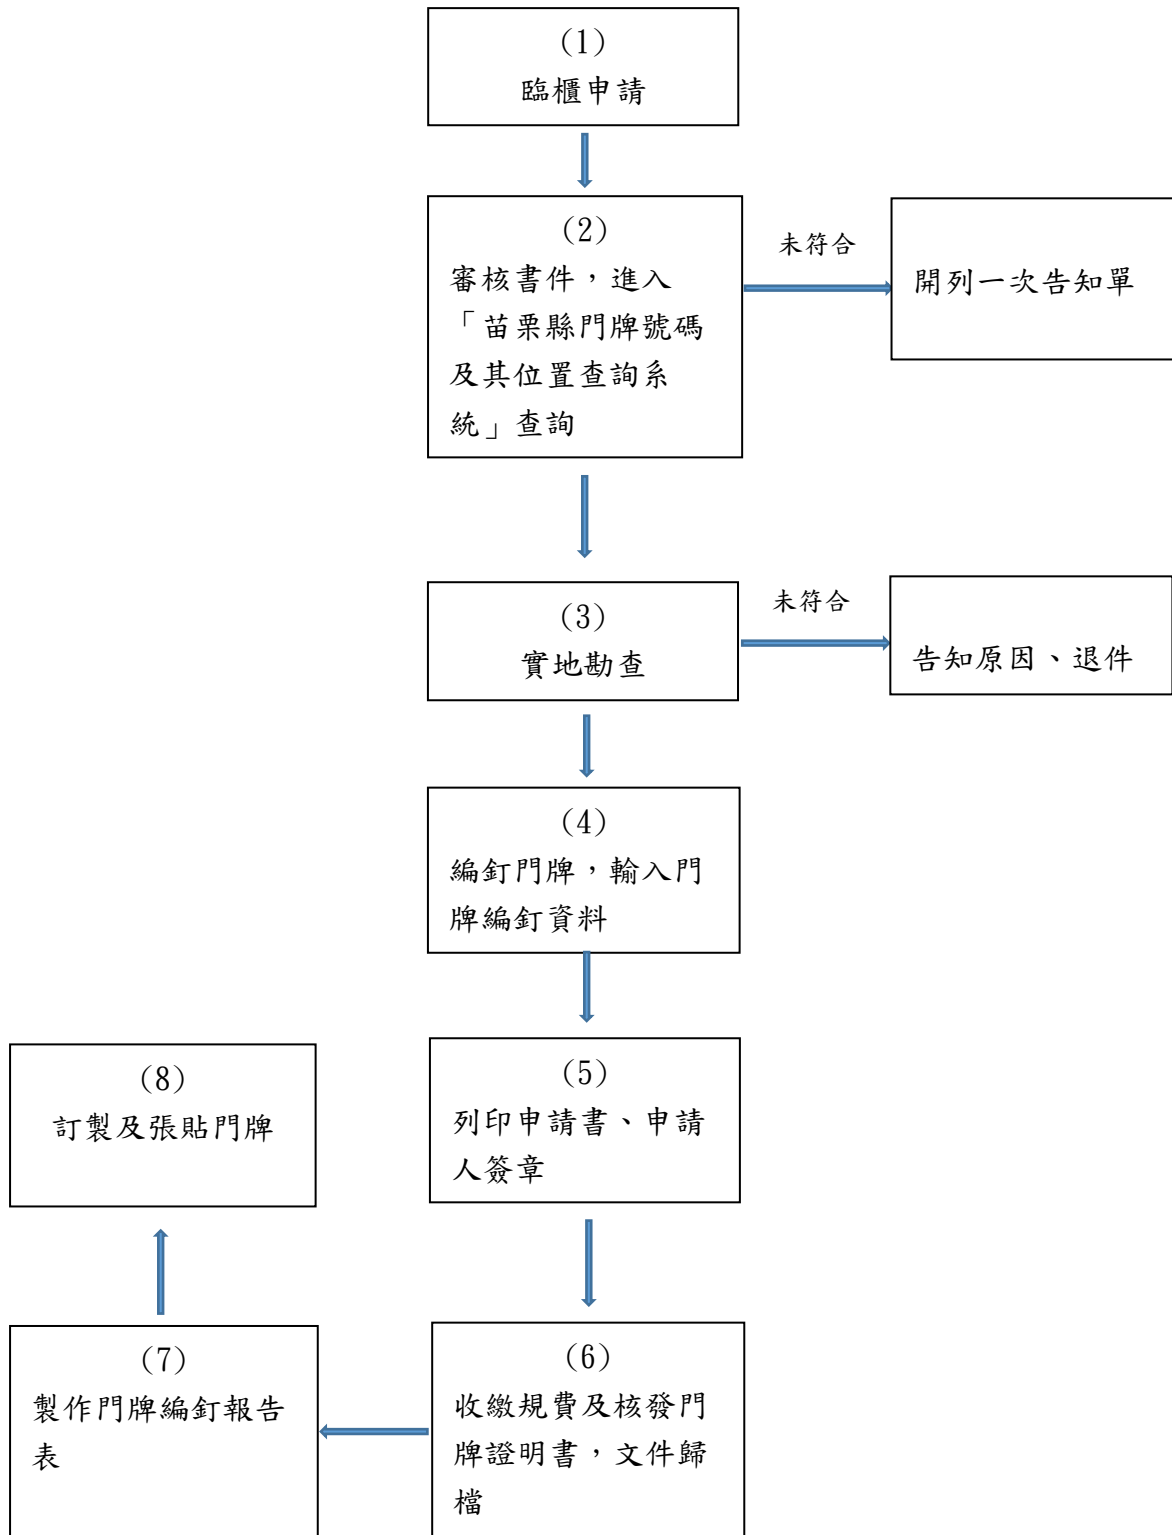 (1)
臨櫃申請
(2)
審核書件，進入
「苗栗縣門牌號碼
及其位置查詢系
統」查詢
未符合
開列一次告知單
(3)
實地勘查
未符合
告知原因、退件
(4)
編釘門牌，輸入門
牌編釘資料
(5)
列印申請書、申請
人簽章
(6)
收繳規費及核發門
牌證明書，文件歸
檔
(7)
製作門牌編釘報告
表
(8)
訂製及張貼門牌